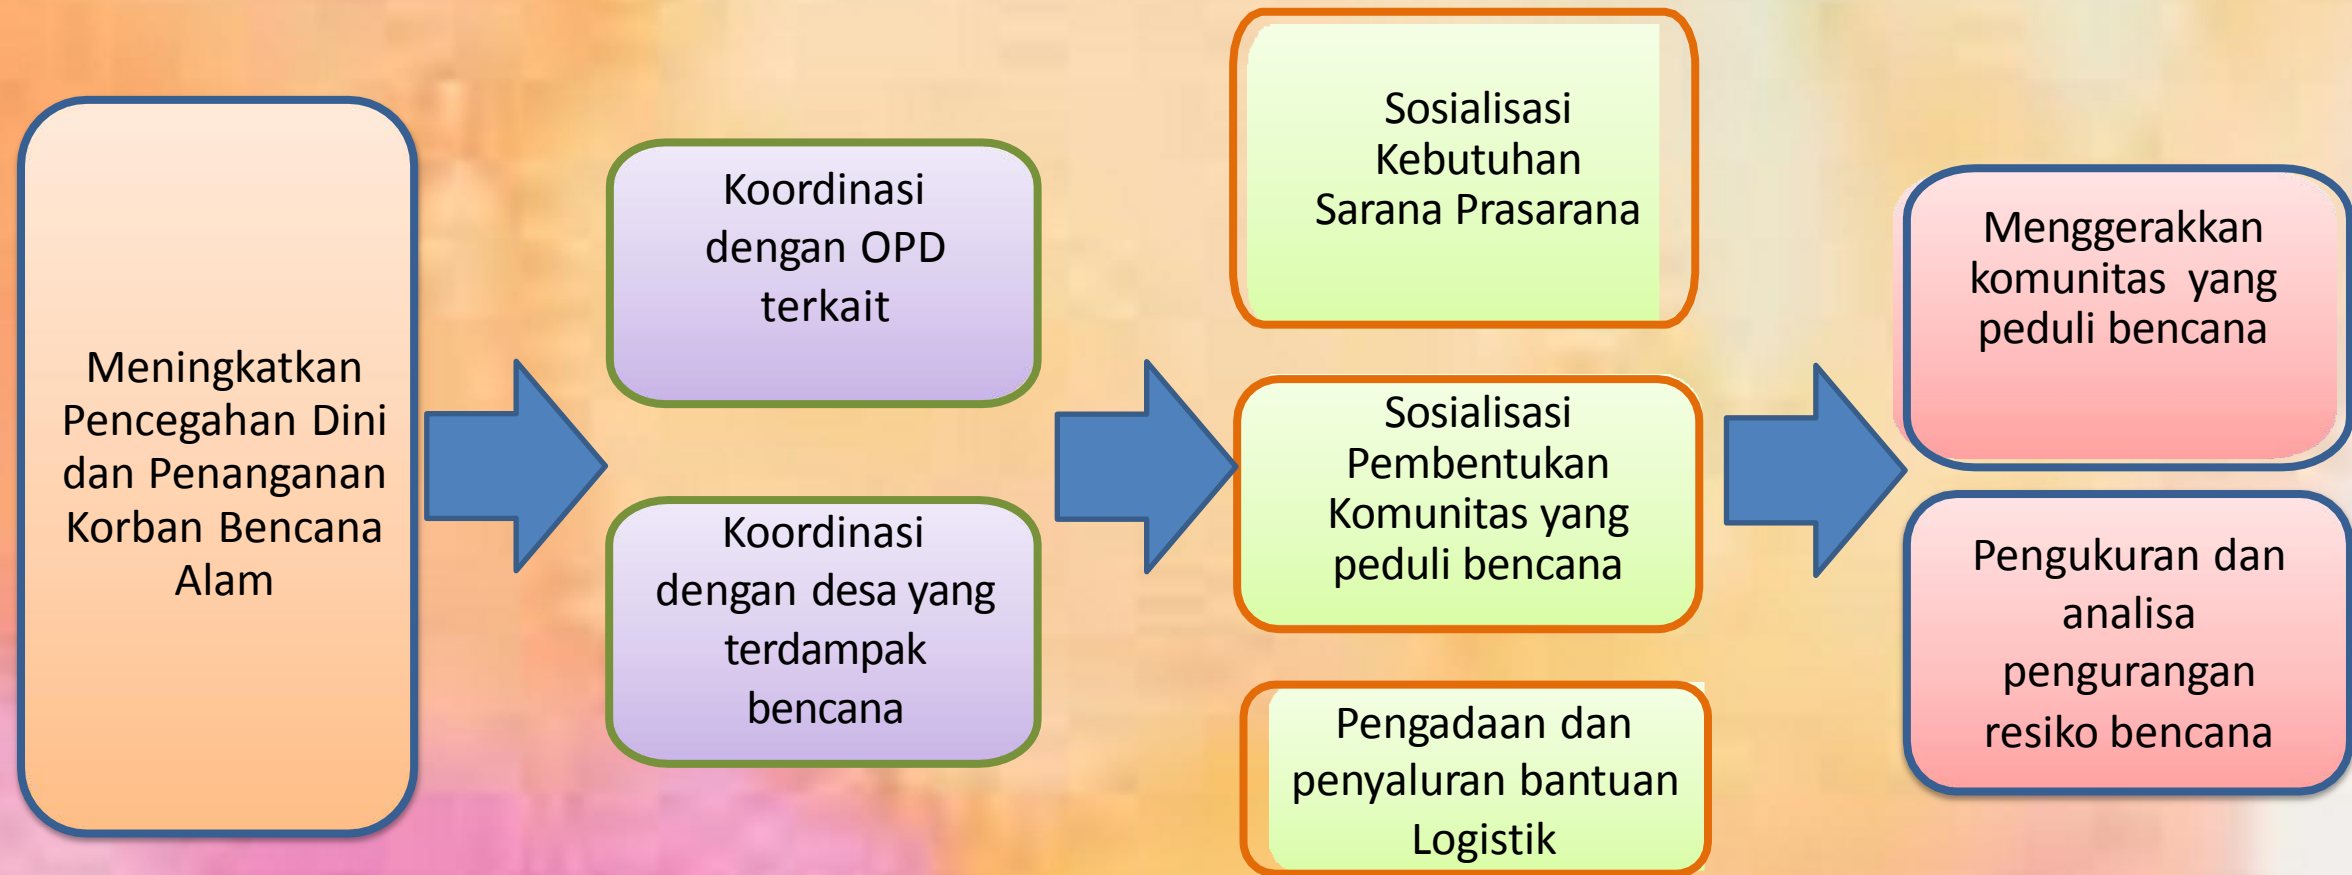 Meningkatkan
Pencegahan Dini
dan Penanganan
Korban Bencana
Alam
Koordinasi
dengan OPD
terkait
Koordinasi
dengan desa yang
terdampak
bencana
Sosialisasi
Kebutuhan
Sarana Prasarana
Sosialisasi
Pembentukan
Komunitas yang
peduli bencana
Pengadaan dan
penyaluran bantuan
Logistik
Menggerakkan
komunitas yang
peduli bencana
Pengukuran dan
analisa
pengurangan
resiko bencana